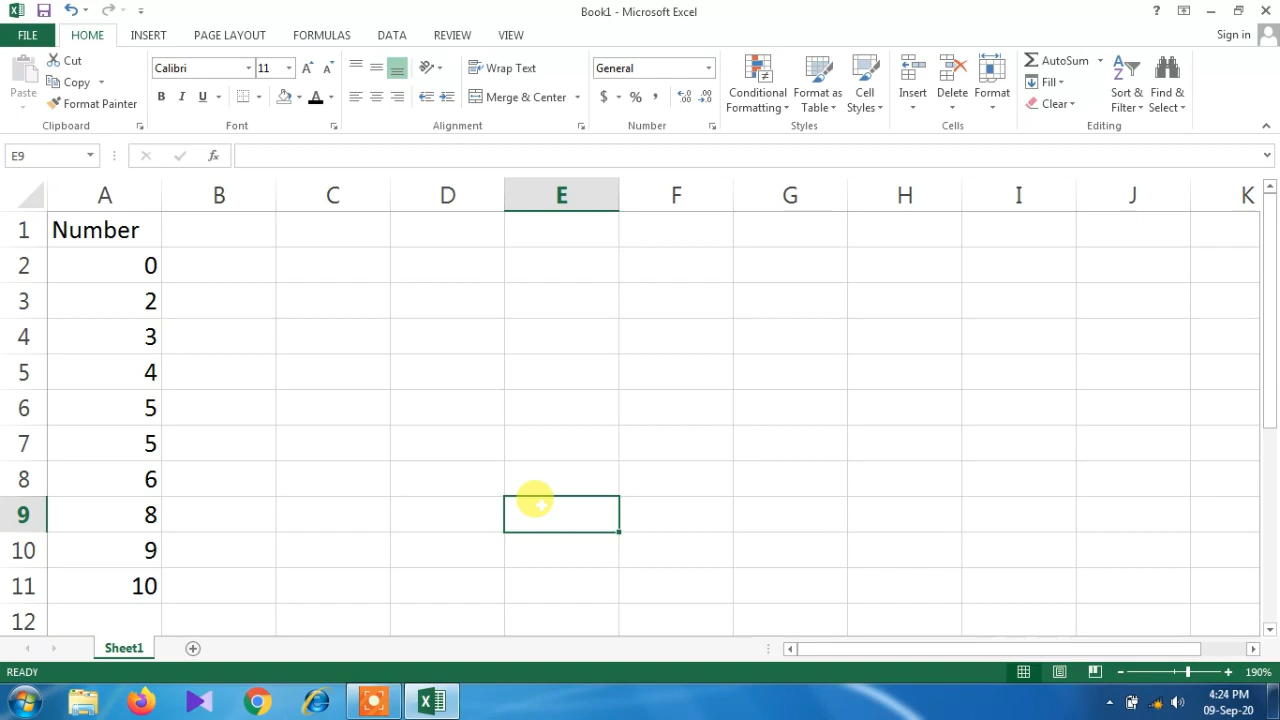 Book1 - Microsoft Excel
?
FILE HOME INSERT PAGE LAYOUT FORMULAS DATA REVIEW VIEW Sign in
Paste
Cut
Copy
Format Painter
Clipboard
Calibri 11
B I U A
Font
Wrap Text
Merge & Center
Alignment
General
$ % ,
Number
Conditional Formatting
Format as Table
Cell Styles
Styles
Insert Delete Format
Cells
AutoSum
Fill
Clear
Sort & Filter
Find & Select
Editing
E9 fx
A B C D E F G H I J K
1 Number
2 0
3 2
4 3
5 4
6 5
7 5
8 6
9 8
10 9
11 10
12
Sheet1
READY 190%
4:24 PM
09-Sep-20